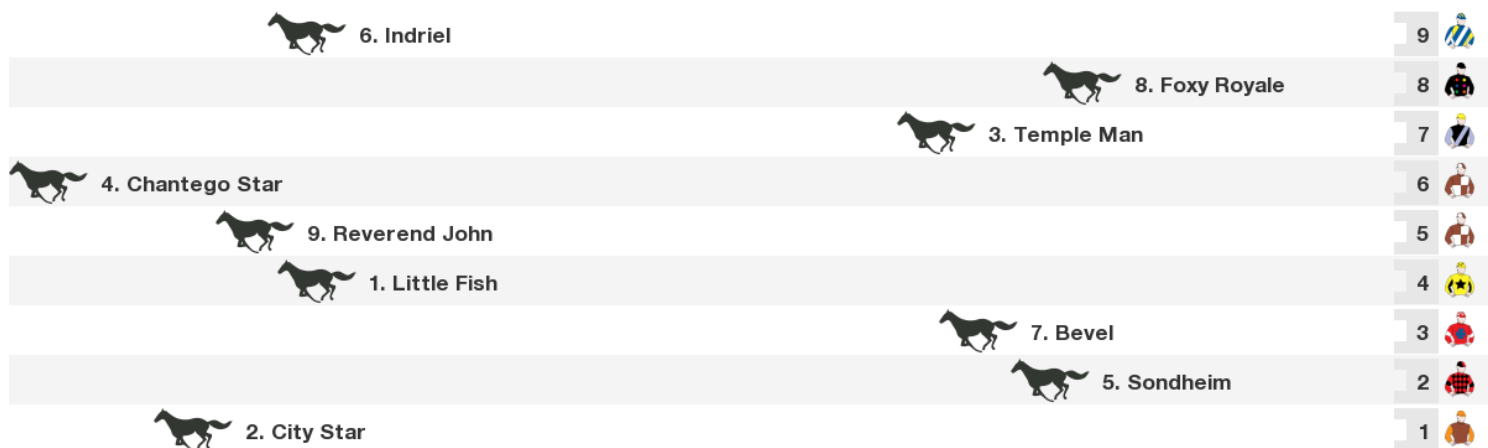 6. Indriel 9
8. Foxy Royale 8
3. Temple Man 7
4. Chantego Star 6
9. Reverend John 5
1. Little Fish 4
7. Bevel 3
5. Sondheim 2
2. City Star 1